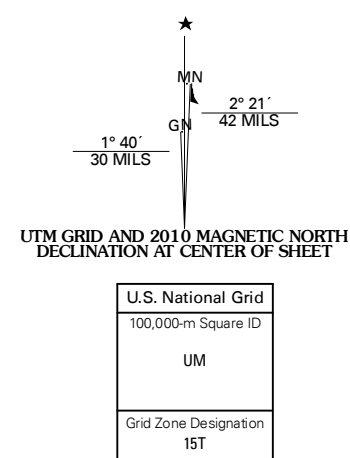 MN
2° 21´
42 MILS
GN
1° 40´
30 MILS
UTM GRID AND 2010 MAGNETIC NORTH
DECLINATION AT CENTER OF SHEET
U.S. National Grid
100,000-m Square ID
UM
Grid Zone Designation
15T